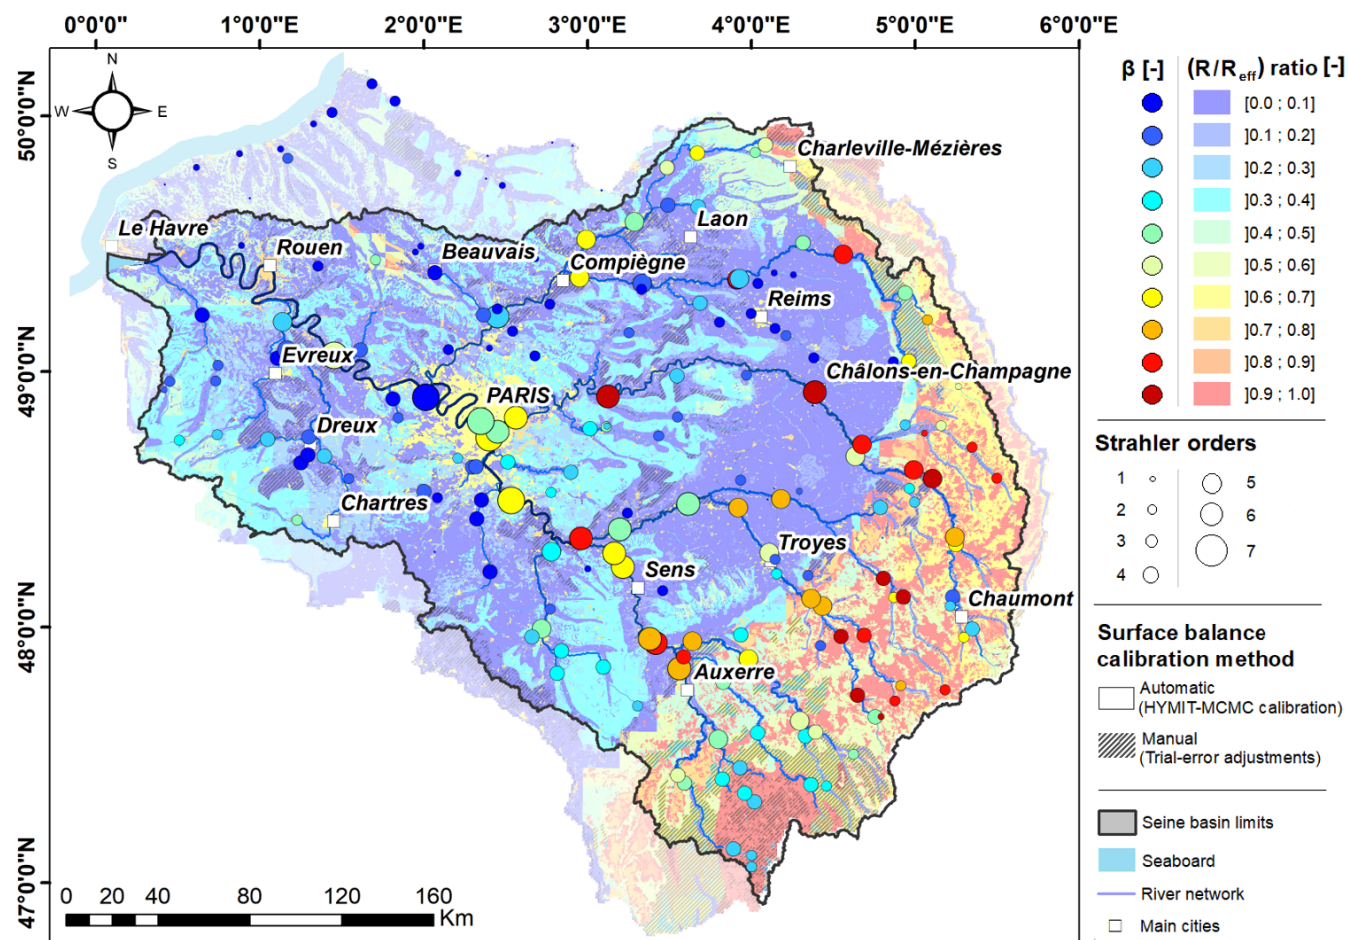 0°0'0"E 1°0'0"E 2°0'0"E 3°0'0"E 4°0'0"E 5°0'0"E 6°0'0"E
50°0'0"N
49°0'0"N
48°0'0"N
47°0'0"N
N
W E
S
Charleville-Mézières
Le Havre
Laon
Rouen
Beauvais
Compiègne
Reims
Evreux
PARIS
Châlons-en-Champagne
Dreux
Chartres
Troyes
Sens
Chaumont
Auxerre
0 20 40 80 120 160
Km
β [-] (R/Reff) ratio [-]
[0.0 ; 0.1]
]0.1 ; 0.2]
]0.2 ; 0.3]
]0.3 ; 0.4]
]0.4 ; 0.5]
]0.5 ; 0.6]
]0.6 ; 0.7]
]0.7 ; 0.8]
]0.8 ; 0.9]
]0.9 ; 1.0]
Strahler orders
1 5
2 6
3 7
4
Surface balance
calibration method
Automatic
(HYMIT-MCMC calibration)
Manual
(Trial-error adjustments)
Seine basin limits
Seaboard
River network
Main cities